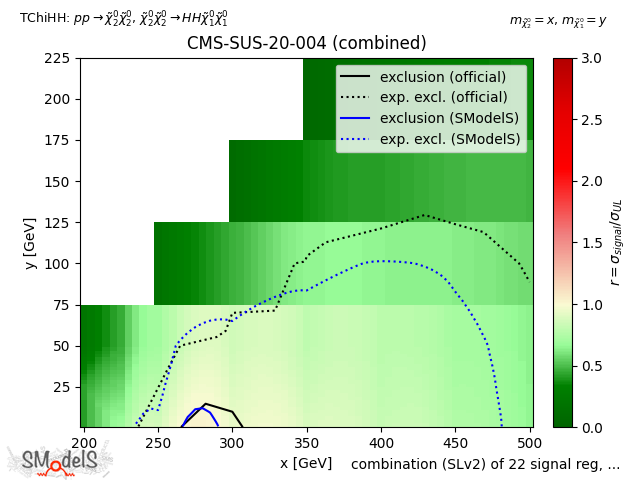 TChiHH: pp→χ̃⁰₂χ̃⁰₂, χ̃⁰₂χ̃⁰₂→HHχ̃⁰₁χ̃⁰₁
m_χ̃⁰₂=x, m_χ̃⁰₁=y
CMS-SUS-20-004 (combined)
exclusion (official)
exp. excl. (official)
exclusion (SModelS)
exp. excl. (SModelS)
225
200
175
150
125
100
75
50
25
y [GeV]
200 250 300 350 400 450 500
x [GeV]
3.0
2.5
2.0
1.5
1.0
0.5
0.0
r = σ_signal/σ_UL
SModelS
combination (SLv2) of 22 signal reg, ...